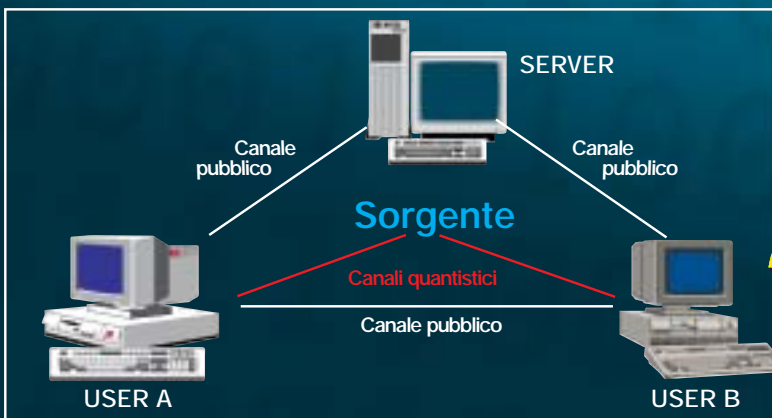 SERVER
Canale
pubblico
Canale
pubblico
Sorgente
Canali quantistici
Canale pubblico
USER A
USER B